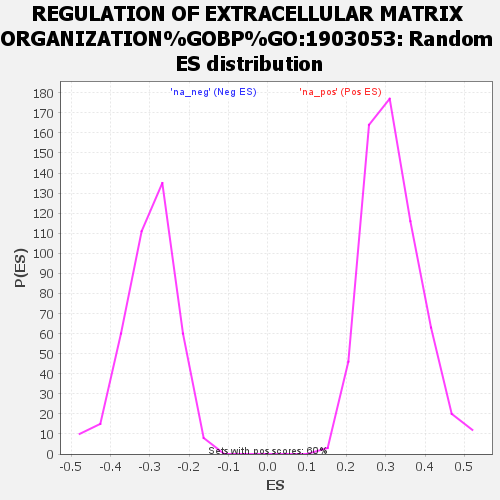 REGULATION OF EXTRACELLULAR MATRIX
ORGANIZATION%GOBP%GO:1903053: Random
ES distribution
'na_neg' (Neg ES) 'na_pos' (Pos ES)
180
170
160
150
140
130
120
110
100
90
80
70
60
50
40
30
20
10
0
P(ES)
Sets with pos scores: 60%
-0.5 -0.4 -0.3 -0.2 -0.1 0.0 0.1 0.2 0.3 0.4 0.5
ES